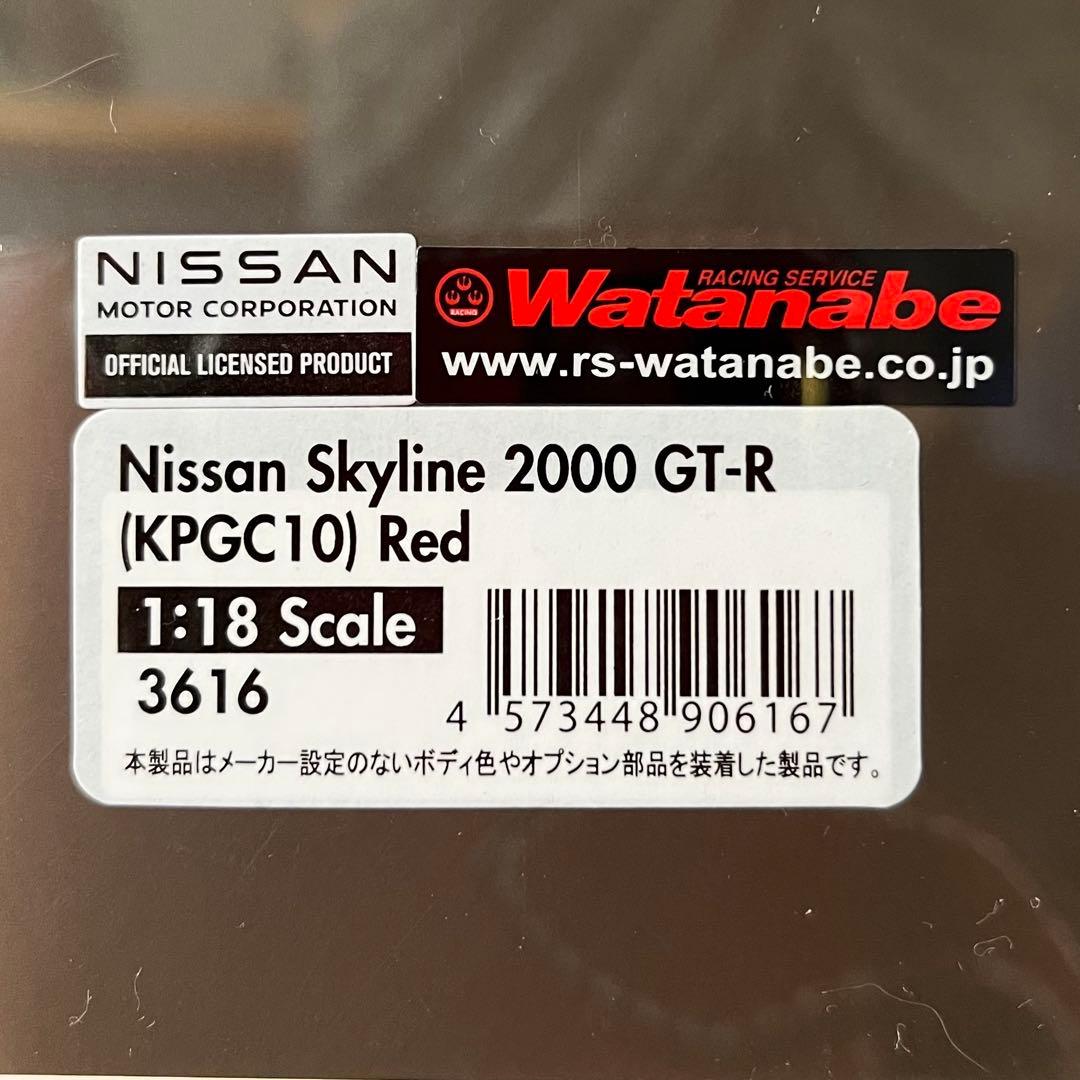 NISSAN
MOTOR CORPORATION
OFFICIAL LICENSED PRODUCT
RACING SERVICE
Watanabe
RACING
www.rs-watanabe.co.jp
Nissan Skyline 2000 GT-R
(KPGC10) Red
1:18 Scale
3616
4 573448 906167
本製品はメーカー設定のないボディ色やオプション部品を装着した製品です。